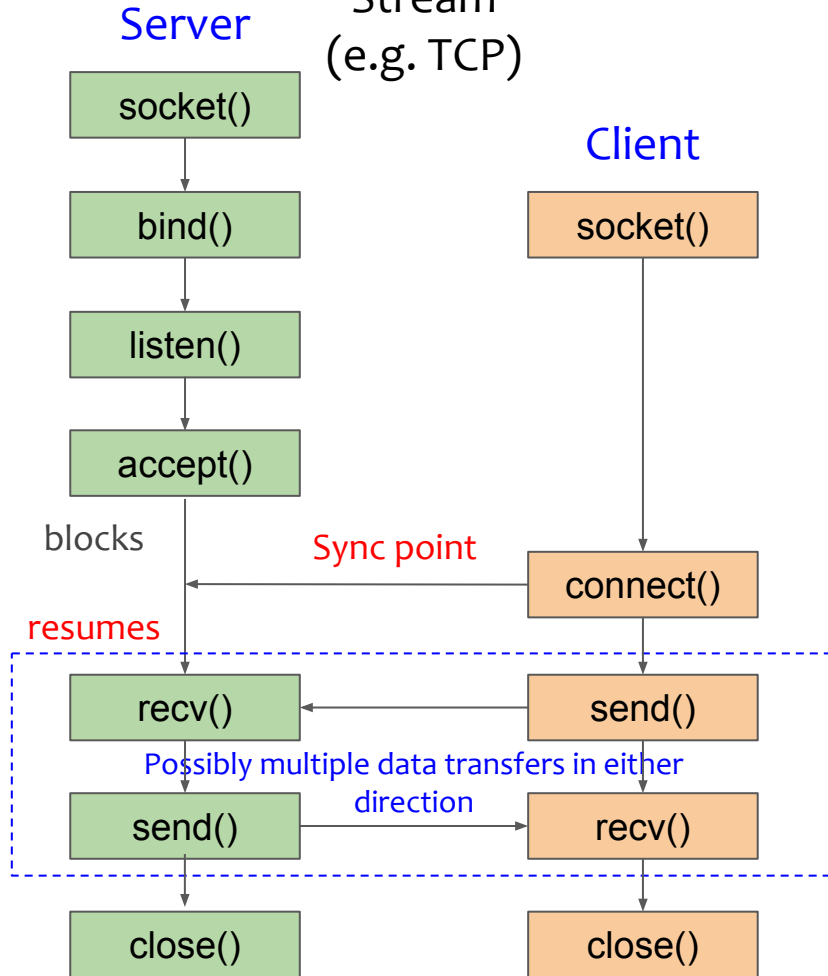 Stream
(e.g. TCP)
Server
Client
socket()
bind()
listen()
accept()
blocks
resumes
Sync point
socket()
connect()
recv()
send()
Possibly multiple data transfers in either
direction
send()
recv()
close()
close()